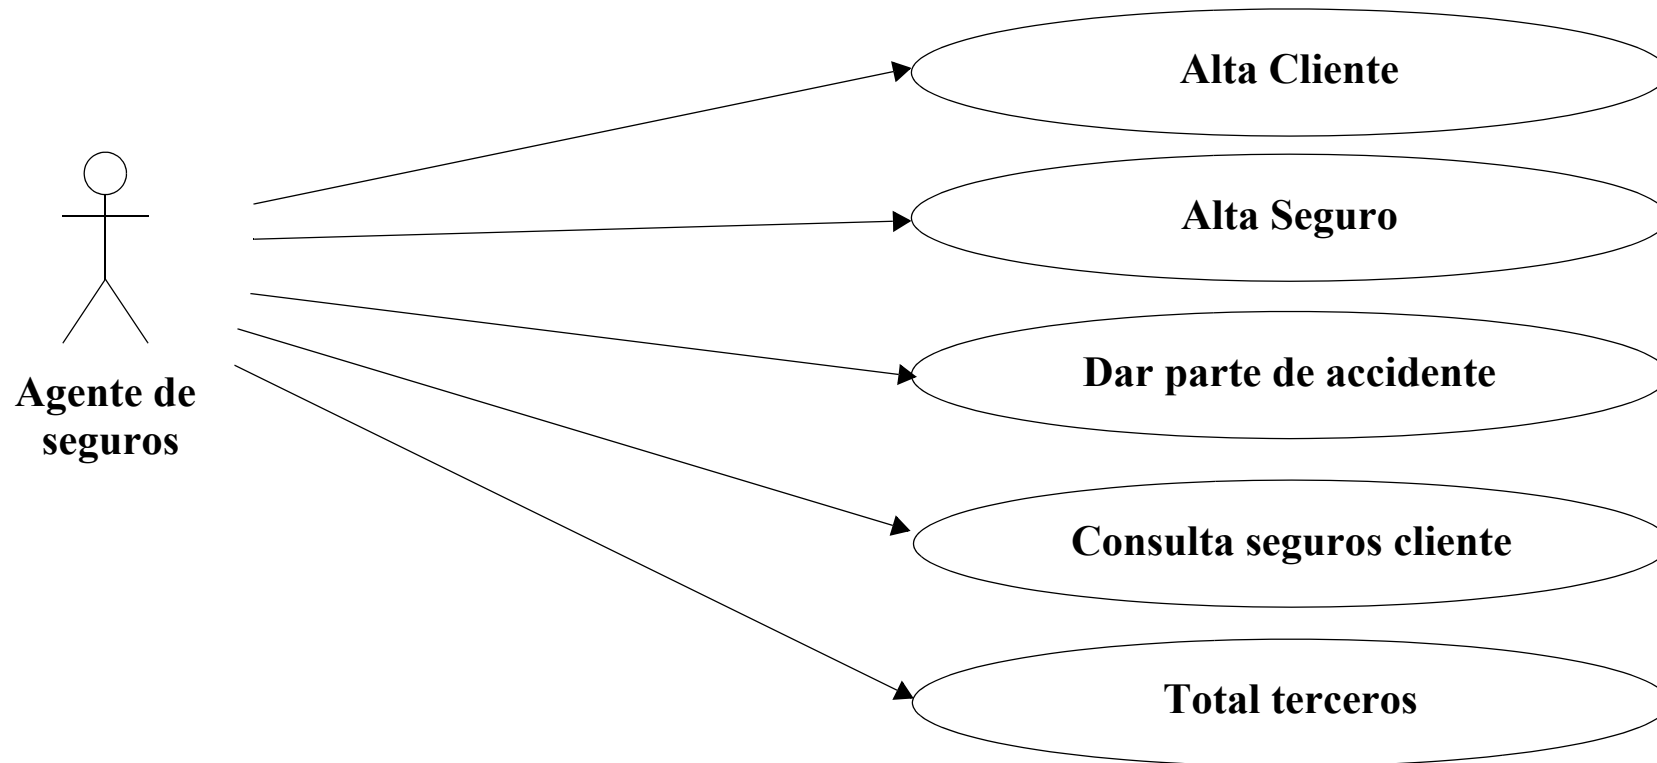 Alta Cliente
Alta Seguro
Dar parte de accidente
Agente de
seguros
Consulta seguros cliente
Total terceros